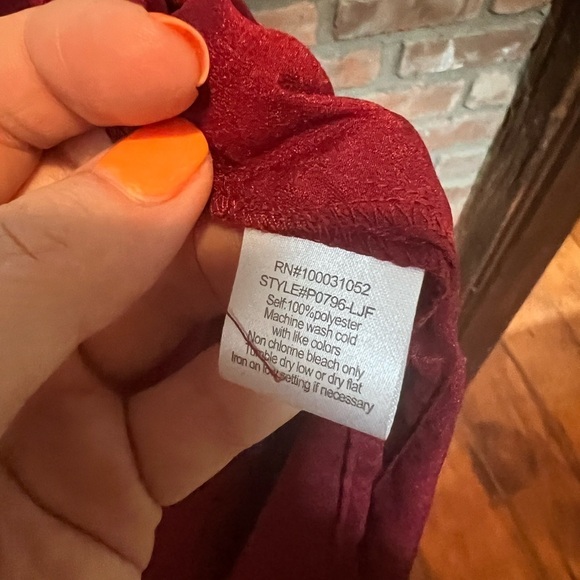 RN#100031052
STYLE#P0796-LJF
Self:100%polyester
Machine wash cold
with like colors
Non chlorine bleach only
Tumble dry low or dry flat
Iron on low setting if necessary